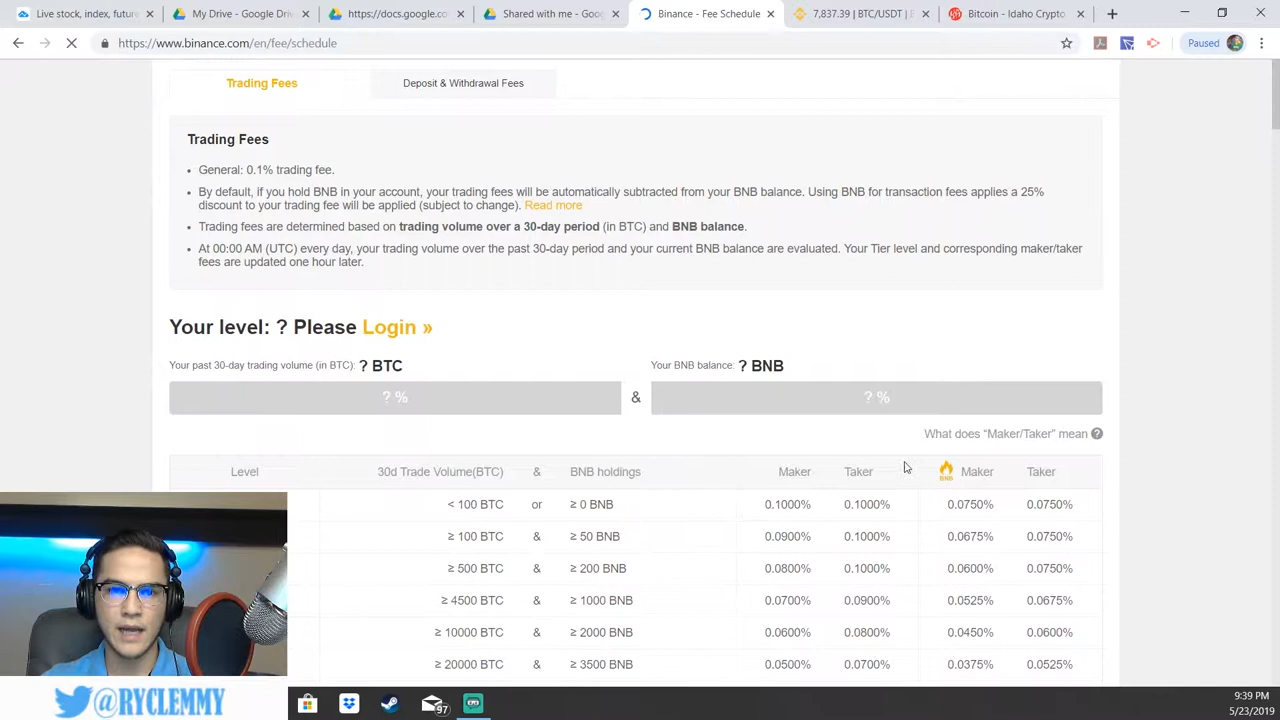 Live stock, index, future
My Drive - Google Driv
https://docs.google.co
Shared with me - Goog
Binance - Fee Schedule
7,837.39 | BTC/USDT | B
Bitcoin - Idaho Crypto
https://www.binance.com/en/fee/schedule
Paused
Trading Fees
Deposit & Withdrawal Fees
Trading Fees
General: 0.1% trading fee.
By default, if you hold BNB in your account, your trading fees will be automatically subtracted from your BNB balance. Using BNB for transaction fees applies a 25%
discount to your trading fee will be applied (subject to change). Read more
Trading fees are determined based on trading volume over a 30-day period (in BTC) and BNB balance.
At 00:00 AM (UTC) every day, your trading volume over the past 30-day period and your current BNB balance are evaluated. Your Tier level and corresponding maker/taker
fees are updated one hour later.
Your level: ? Please Login »
Your past 30-day trading volume (in BTC): ? BTC
Your BNB balance: ? BNB
? %
&
? %
What does “Maker/Taker” mean ?
Level 30d Trade Volume(BTC) & BNB holdings Maker Taker BNB Maker Taker
< 100 BTC or ≥ 0 BNB 0.1000% 0.1000% 0.0750% 0.0750%
≥ 100 BTC & ≥ 50 BNB 0.0900% 0.1000% 0.0675% 0.0750%
≥ 500 BTC & ≥ 200 BNB 0.0800% 0.1000% 0.0600% 0.0750%
≥ 4500 BTC & ≥ 1000 BNB 0.0700% 0.0900% 0.0525% 0.0675%
≥ 10000 BTC & ≥ 2000 BNB 0.0600% 0.0800% 0.0450% 0.0600%
≥ 20000 BTC & ≥ 3500 BNB 0.0500% 0.0700% 0.0375% 0.0525%
@RYCLEMMY
97
9:39 PM
5/23/2019